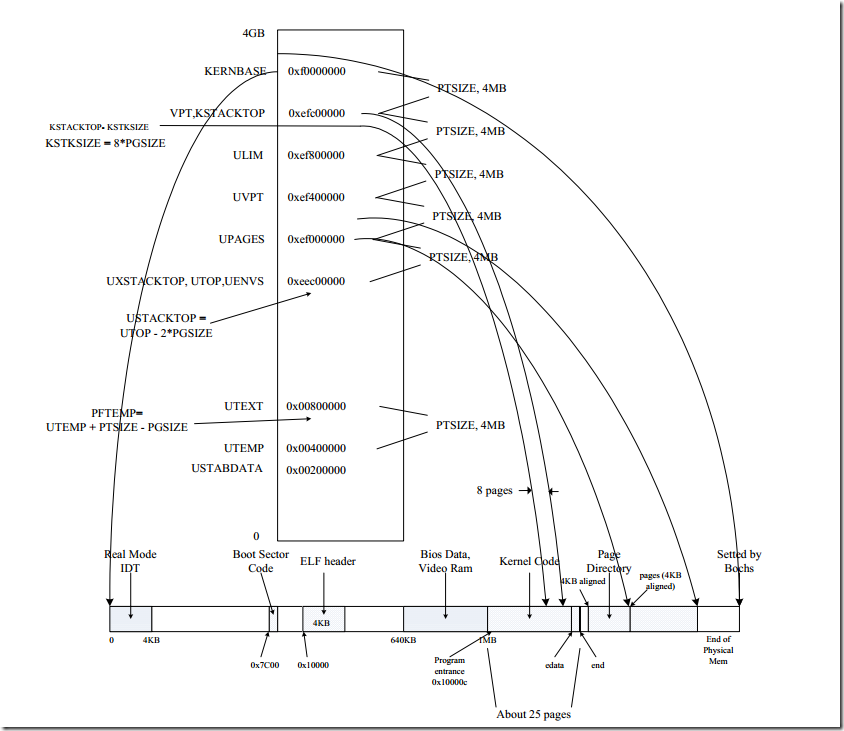 4GB
KERNBASE 0xf0000000
PTSIZE, 4MB
VPT,KSTACKTOP 0xefc00000
KSTACKTOP- KSTKSIZE
PTSIZE, 4MB
KSTKSIZE = 8*PGSIZE
ULIM 0xef800000
PTSIZE, 4MB
UVPT 0xef400000
PTSIZE, 4MB
UPAGES 0xef000000
PTSIZE, 4MB
UXSTACKTOP, UTOP,UENVS 0xeec00000
USTACKTOP =
UTOP - 2*PGSIZE
UTEXT 0x00800000
PFTEMP=
UTEMP + PTSIZE - PGSIZE
PTSIZE, 4MB
UTEMP 0x00400000
USTABDATA 0x00200000
8 pages
0
Real Mode
IDT
Boot Sector
Code
ELF header
Bios Data,
Video Ram
Kernel Code
Page
Directory
Setted by
Bochs
4KB aligned
pages (4KB
aligned)
4KB
0
4KB
640KB
1MB
0x7C00
0x10000
Program
entrance
0x10000c
edata
end
End of
Physical
Mem
About 25 pages